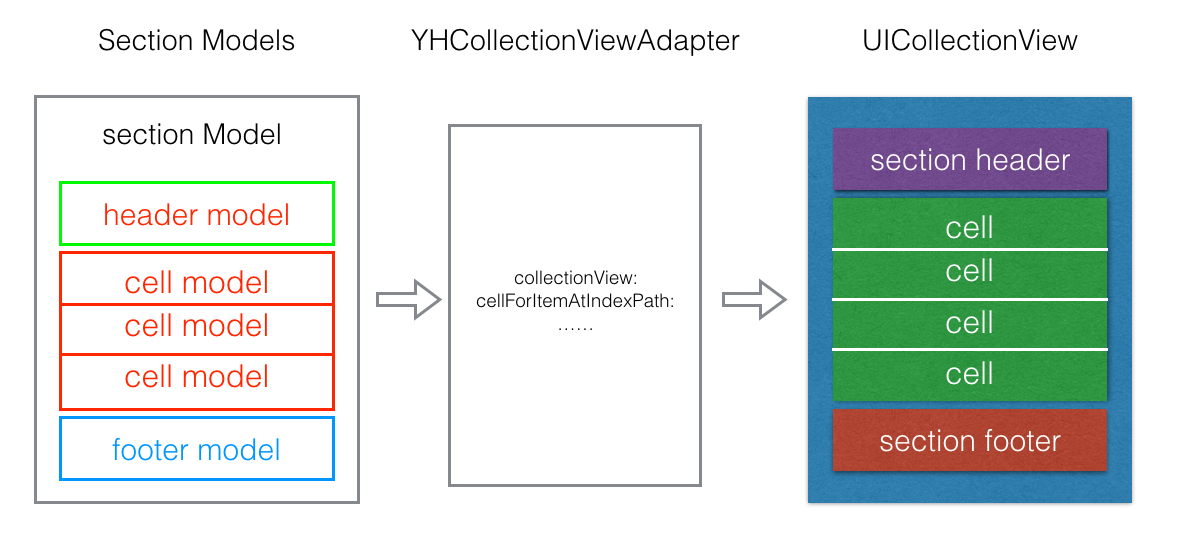 Section Models
YHCollectionViewAdapter
UICollectionView
section Model
header model
cell model
cell model
cell model
footer model
collectionView:
cellForItemAtIndexPath:
……
section header
cell
cell
cell
cell
section footer